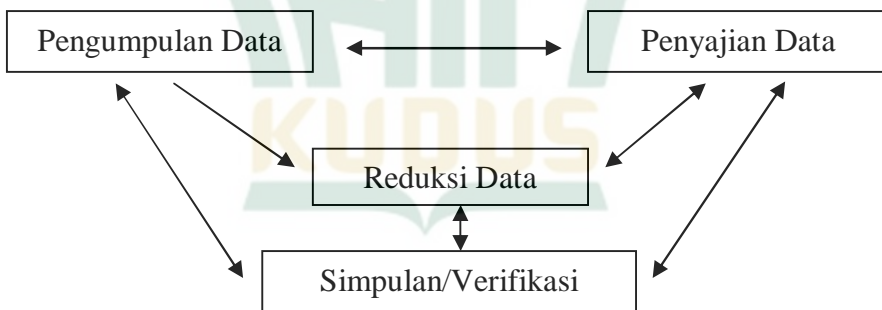 Pengumpulan Data
Penyajian Data
KUDUS
Reduksi Data
Simpulan/Verifikasi